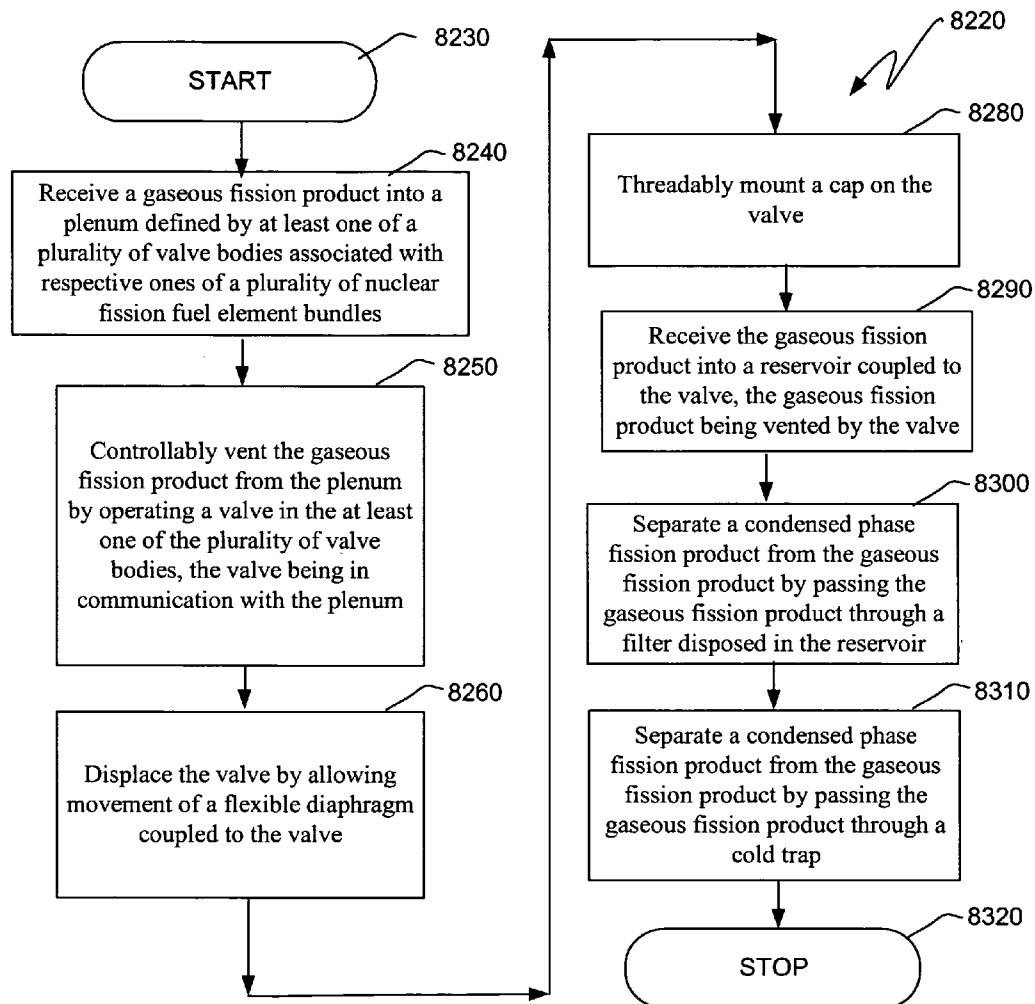 8230
START
8240
Receive a gaseous fission product into a
plenum defined by at least one of a
plurality of valve bodies associated with
respective ones of a plurality of nuclear
fission fuel element bundles
8250
Controllably vent the gaseous
fission product from the plenum
by operating a valve in the at least
one of the plurality of valve
bodies, the valve being in
communication with the plenum
8260
Displace the valve by allowing
movement of a flexible diaphragm
coupled to the valve
8220
8280
Threadably mount a cap on the
valve
8290
Receive the gaseous fission
product into a reservoir coupled to
the valve, the gaseous fission
product being vented by the valve
8300
Separate a condensed phase
fission product from the gaseous
fission product by passing the
gaseous fission product through a
filter disposed in the reservoir
8310
Separate a condensed phase
fission product from the gaseous
fission product by passing the
gaseous fission product through a
cold trap
8320
STOP